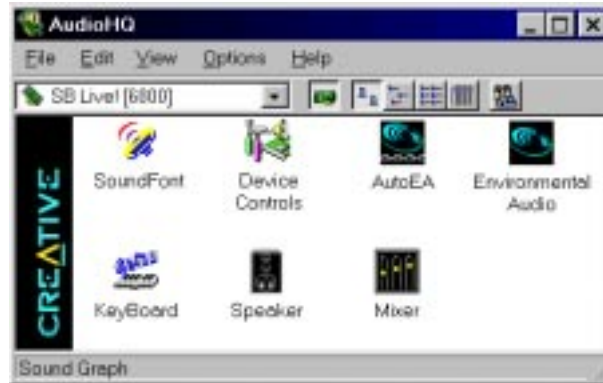 AudioHQ
File Edit View Options Help
SB Live! [6800]
CREATIVE
SoundFont
Device
Controls
AutoEA
Environmental
Audio
KeyBoard
Speaker
Mixer
Sound Graph